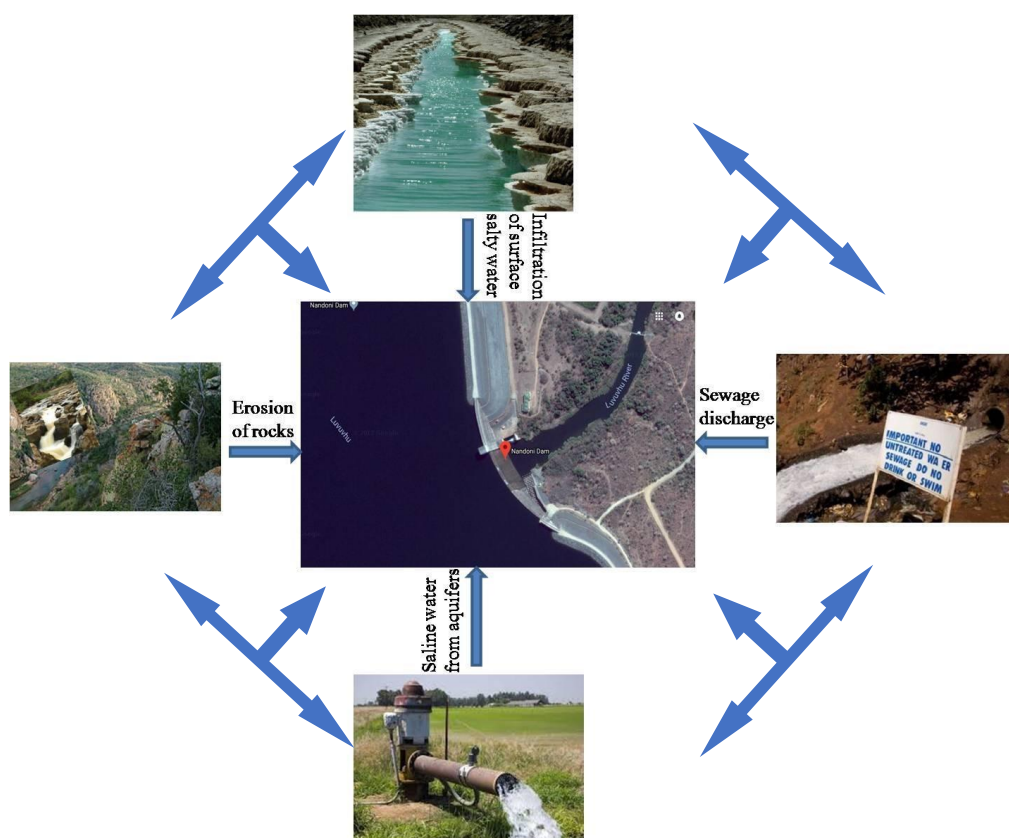 Infiltration
of surface
salty water
Nandoni Dam
Luvuvhu River
Luvuvhu
Nandoni Dam
Erosion
of rocks
Sewage
discharge
IMPORTANT NO
UNTREATED WA ER
SEWAGE DO NO
DRINK OR SWIM
Saline water
from aquifers